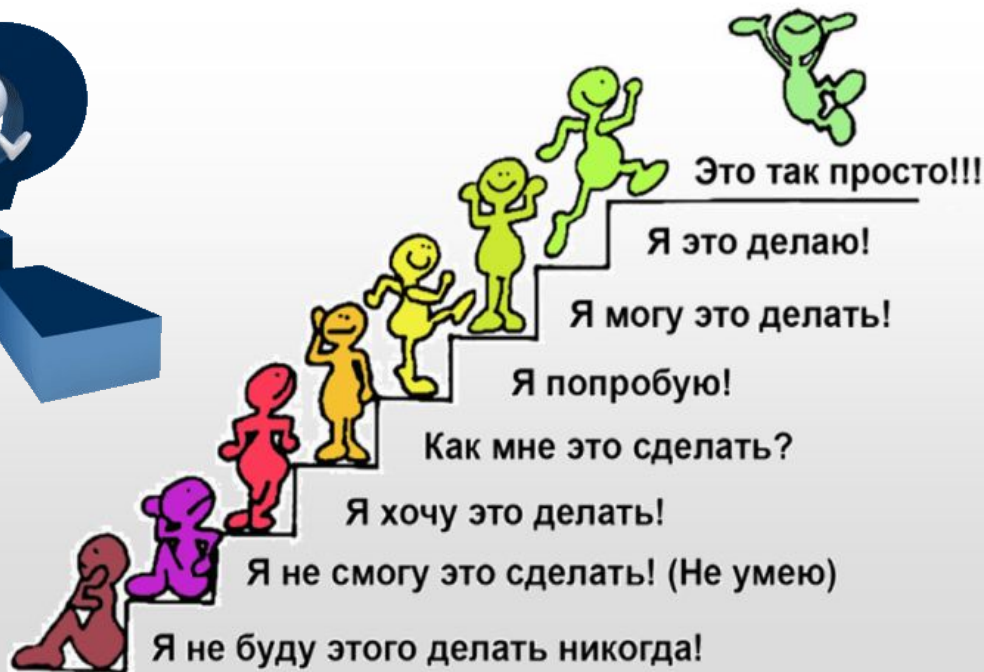 Это так просто!!!
Я это делаю!
Я могу это делать!
Я попробую!
Как мне это сделать?
Я хочу это делать!
Я не смогу это сделать! (Не умею)
Я не буду этого делать никогда!